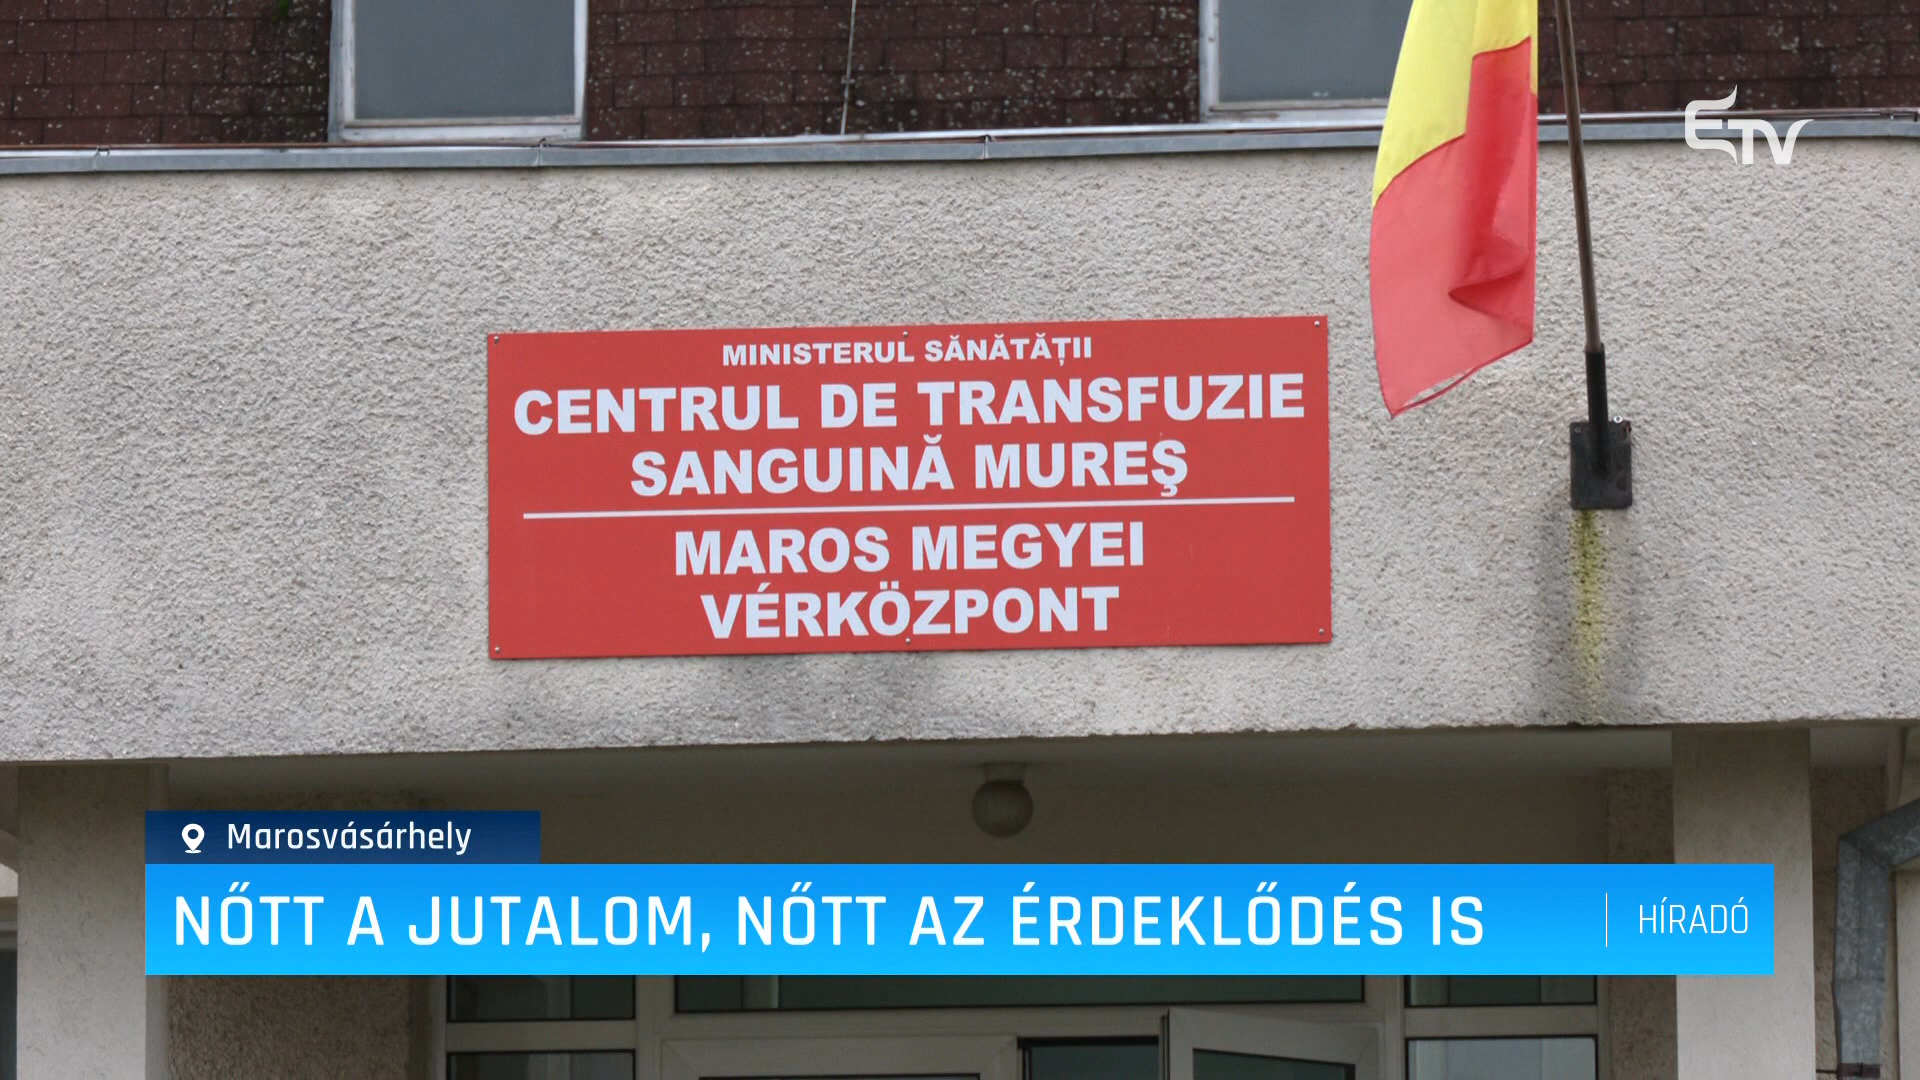 ETV
MINISTERUL SĂNĂTĂȚII
CENTRUL DE TRANSFUZIE
SANGUINĂ MUREŞ
MAROS MEGYEI
VÉRKÖZPONT
Marosvásárhely
NŐTT A JUTALOM, NŐTT AZ ÉRDEKLŐDÉS IS
HÍRADÓ